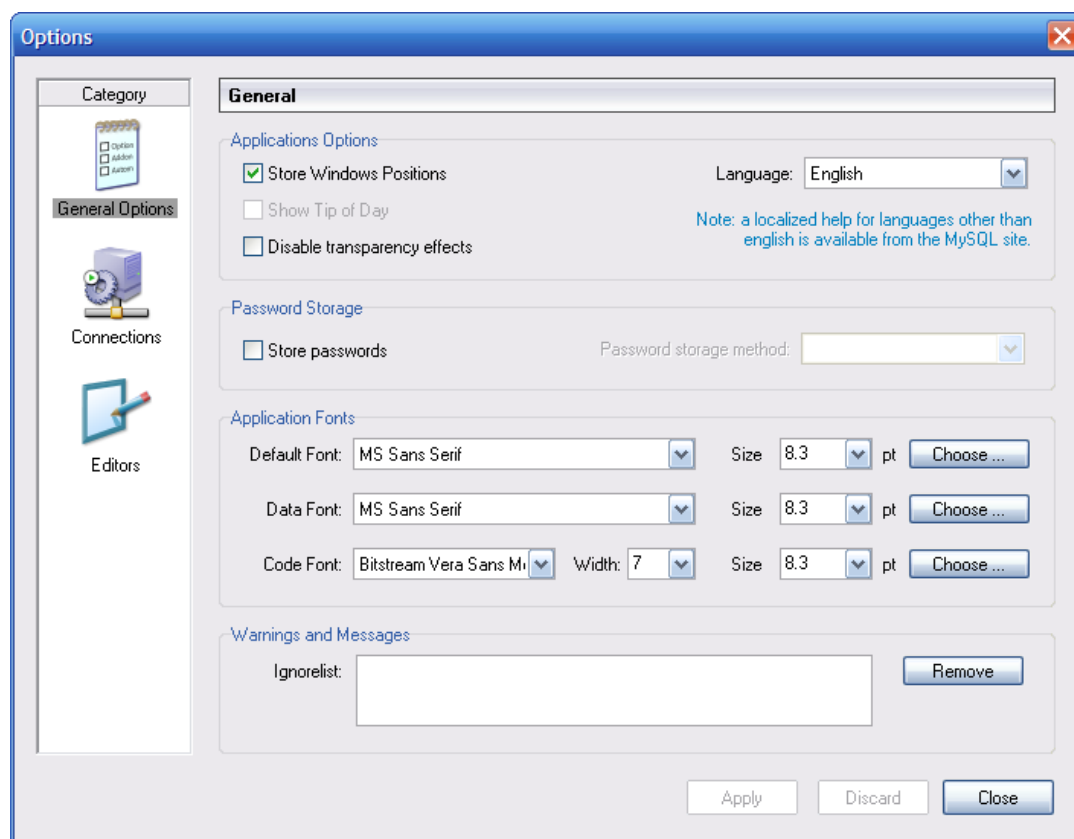 Options
Category
Option
Addon
Autom
General Options
Connections
Editors
General
Applications Options
Store Windows Positions
Language: English
Show Tip of Day
Note: a localized help for languages other than
english is available from the MySQL site.
Disable transparency effects
Password Storage
Store passwords
Password storage method:
Application Fonts
Default Font: MS Sans Serif Size 8.3 pt Choose ...
Data Font: MS Sans Serif Size 8.3 pt Choose ...
Code Font: Bitstream Vera Sans Width: 7 Size 8.3 pt Choose ...
Warnings and Messages
Ignorelist:
Remove
Apply Discard Close